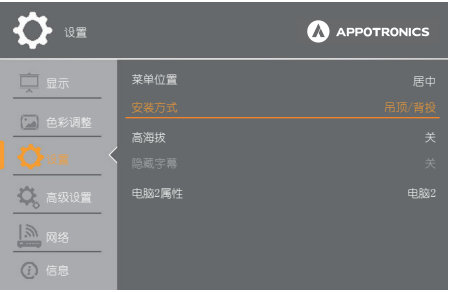 设置
APPOTRONICS
显示
色彩调整
设置
高级设置
网络
信息
菜单位置 居中
安装方式 吊顶/背投
高海拔 关
隐藏字幕 关
电脑2属性 电脑2